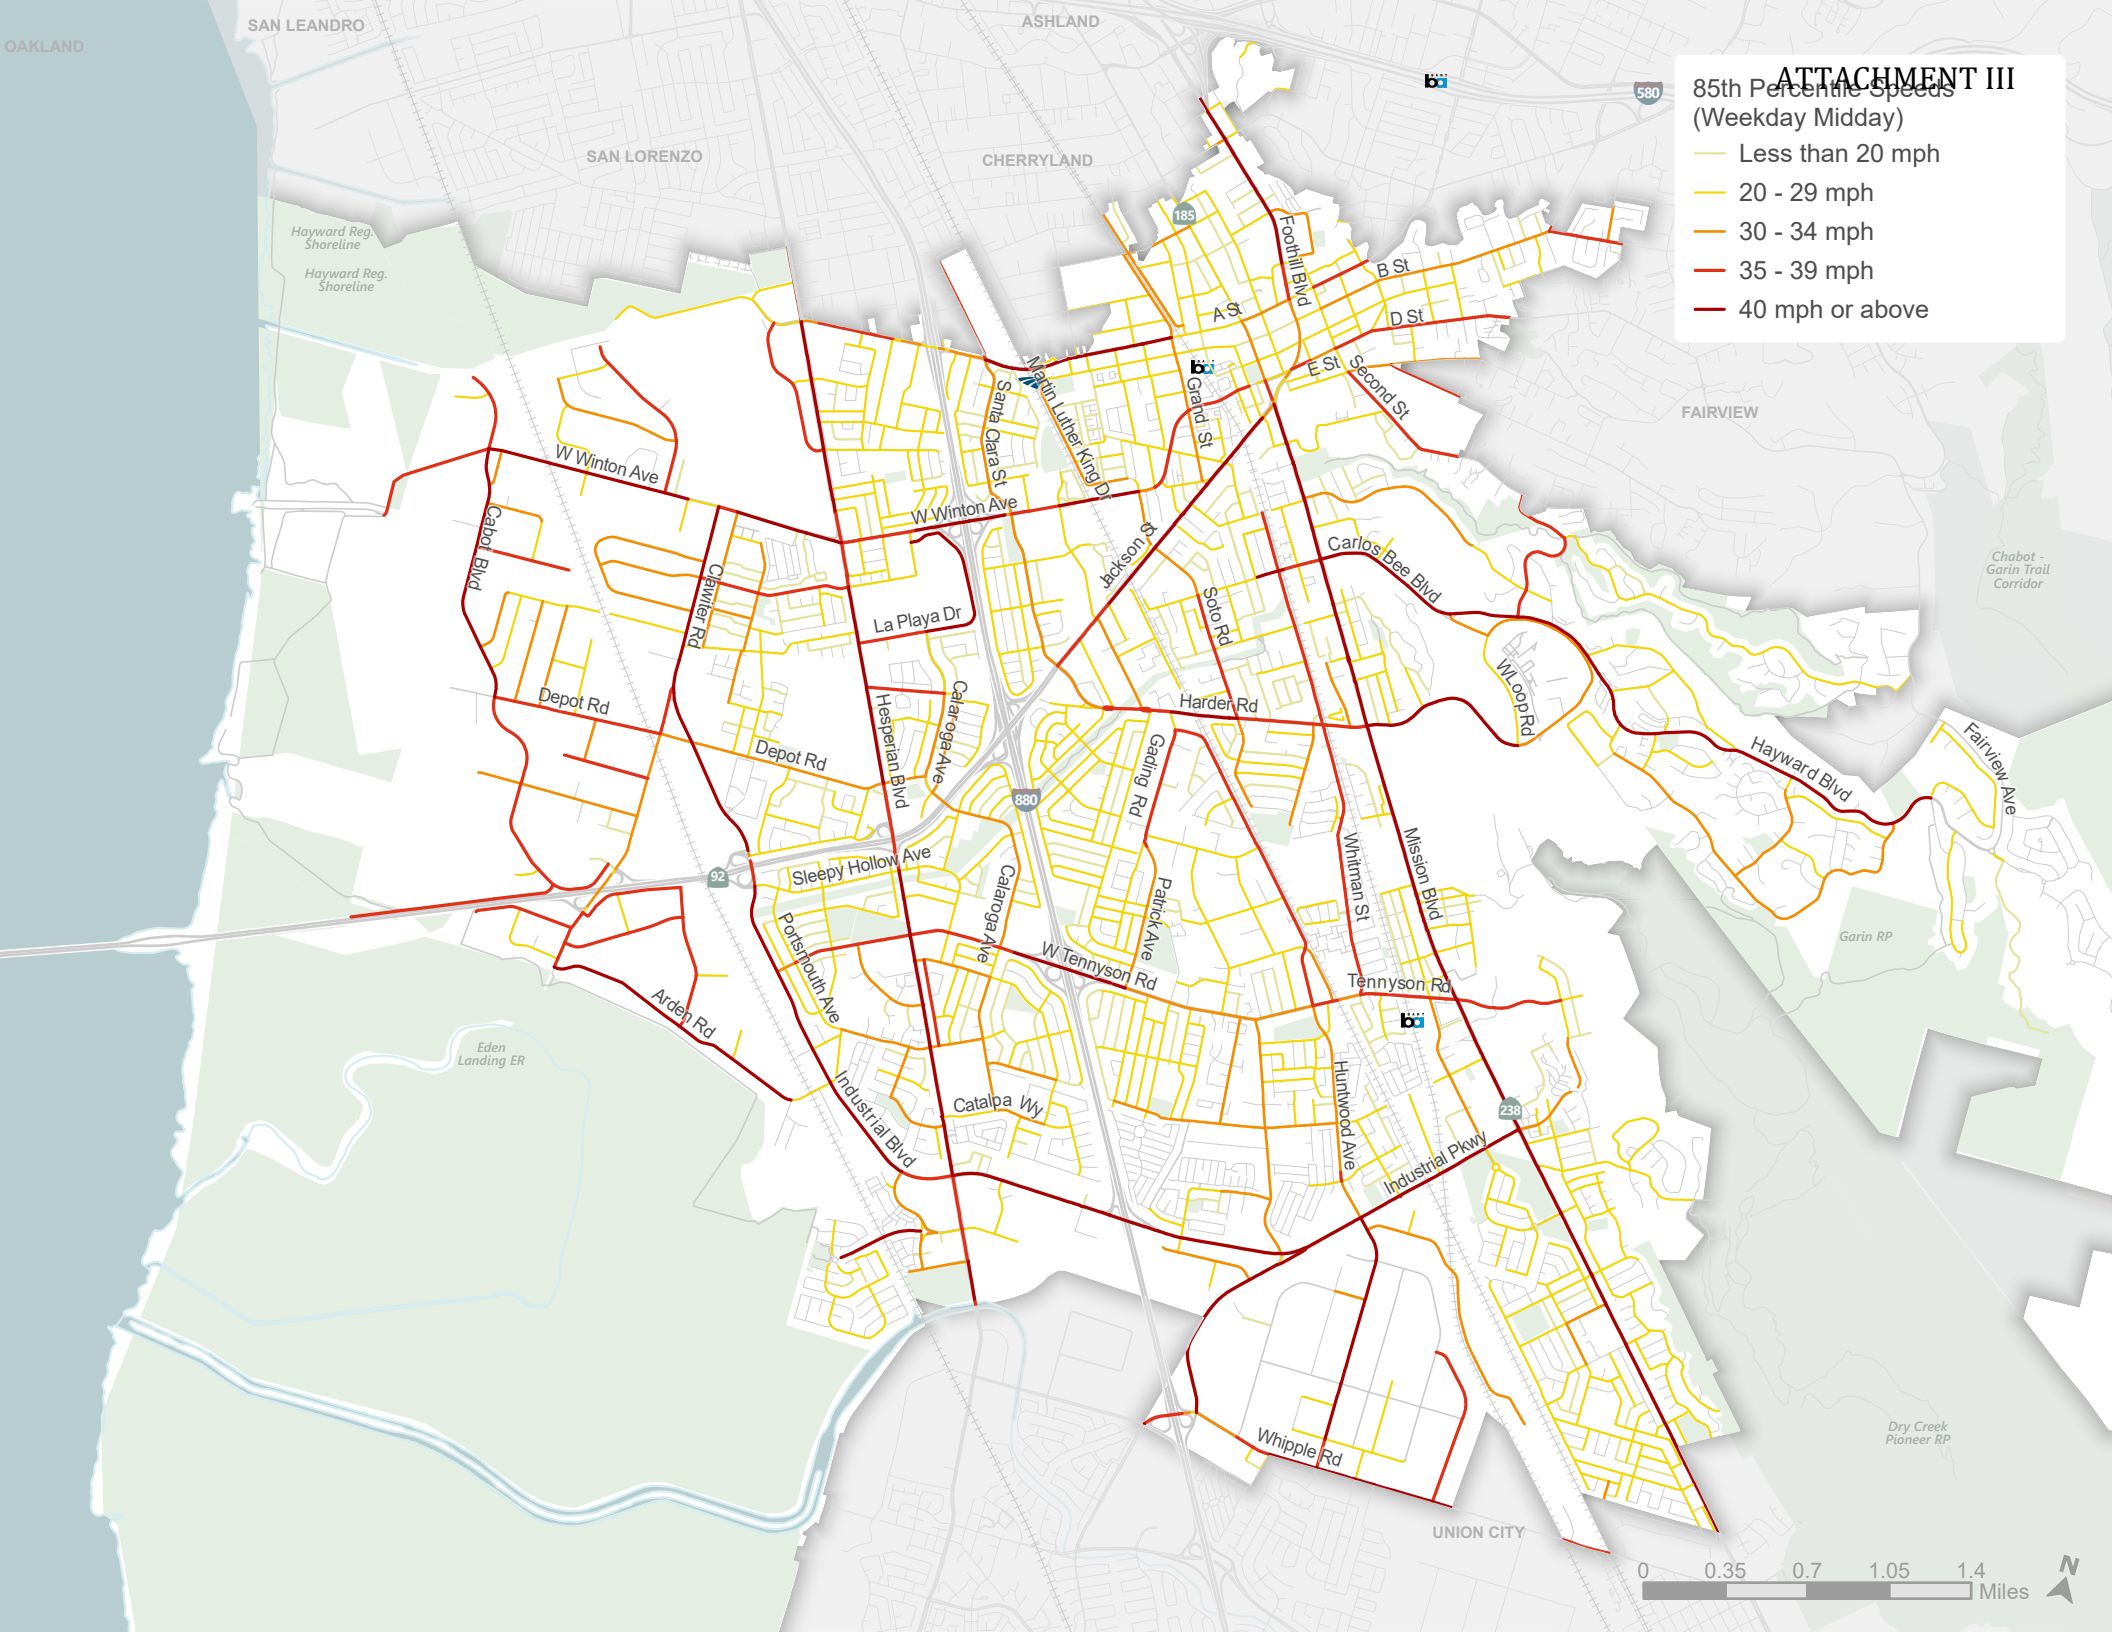 OAKLAND
SAN LEANDRO
ASHLAND
580
ATTACHMENT III
85th Percentile Speeds
(Weekday Midday)
Less than 20 mph
20 - 29 mph
30 - 34 mph
35 - 39 mph
40 mph or above
SAN LORENZO
CHERRYLAND
185
Hayward Reg.
Shoreline
Hayward Reg.
Shoreline
Foothill Blvd
B St
A St
D St
E St
Second St
FAIRVIEW
Martin Luther King Dr
Grand St
Santa Clara St
W Winton Ave
W Winton Ave
Cabot Blvd
Clawiter Rd
Jackson St
Carlos Bee Blvd
Chabot -
Garin Trail
Corridor
Soto Rd
La Playa Dr
Depot Rd
Hesperian Blvd
Calaroga Ave
Harder Rd
W Loop Rd
Depot Rd
Gading Rd
Hayward Blvd
Fairview Ave
880
92
Sleepy Hollow Ave
Whitman St
Mission Blvd
Calaroga Ave
Patrick Ave
Portsmouth Ave
W Tennyson Rd
Tennyson Rd
Garin RP
Arden Rd
Eden
Landing ER
Industrial Blvd
Catalpa Wy
Huntwood Ave
238
Industrial Pkwy
Whipple Rd
Dry Creek
Pioneer RP
UNION CITY
0 0.35 0.7 1.05 1.4
Miles
N
ba
ba
ba